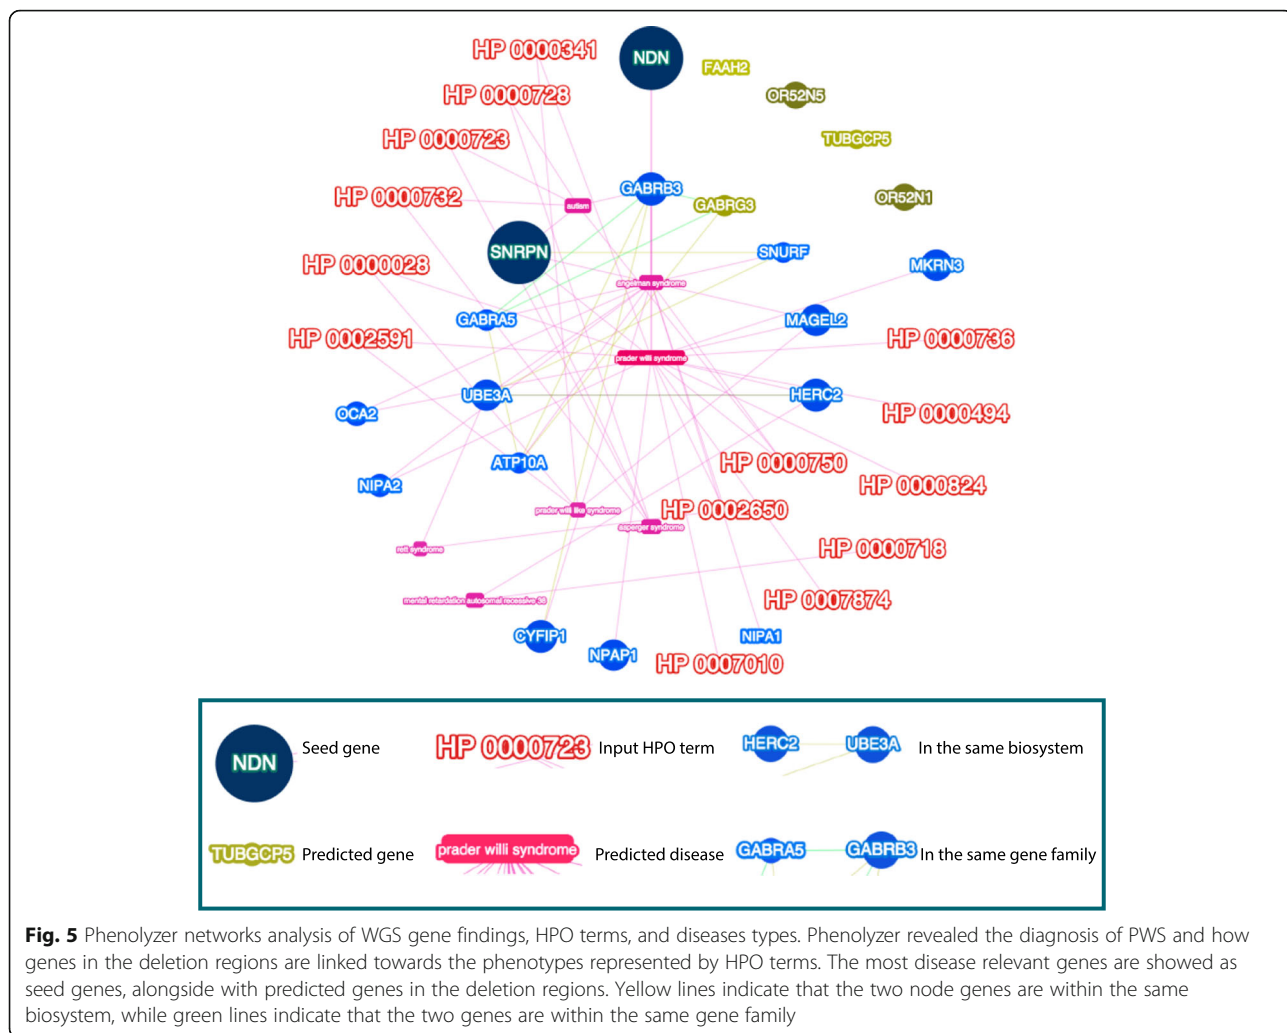 HP 0000341
NDN
FAAH2
HP 0000728
OR52N5
HP 0000723
TUBGCP5
HP 0000732
autism
GABRB3
GABRG3
OR52N1
SNRPN
SNURF
HP 0000028
MKRN3
angelman syndrome
GABRA5
MAGEL2
HP 0002591
HP 0000736
prader willi syndrome
UBE3A
HERC2
OCA2
HP 0000494
ATP10A
HP 0000750
NIPA2
HP 0000824
prader willi like syndrome
HP 0002650
asperger syndrome
rett syndrome
HP 0000718
mental retardation autosomal recessive 38
HP 0007874
CYFIP1
NIPA1
NPAP1
HP 0007010
NDN
Seed gene
HP 0000723
Input HPO term
HERC2
UBE3A
In the same biosystem
TUBGCP5
Predicted gene
prader willi syndrome
Predicted disease
GABRA5
GABRB3
In the same gene family
Fig. 5 Phenolyzer networks analysis of WGS gene findings, HPO terms, and diseases types. Phenolyzer revealed the diagnosis of PWS and how
genes in the deletion regions are linked towards the phenotypes represented by HPO terms. The most disease relevant genes are showed as
seed genes, alongside with predicted genes in the deletion regions. Yellow lines indicate that the two node genes are within the same
biosystem, while green lines indicate that the two genes are within the same gene family